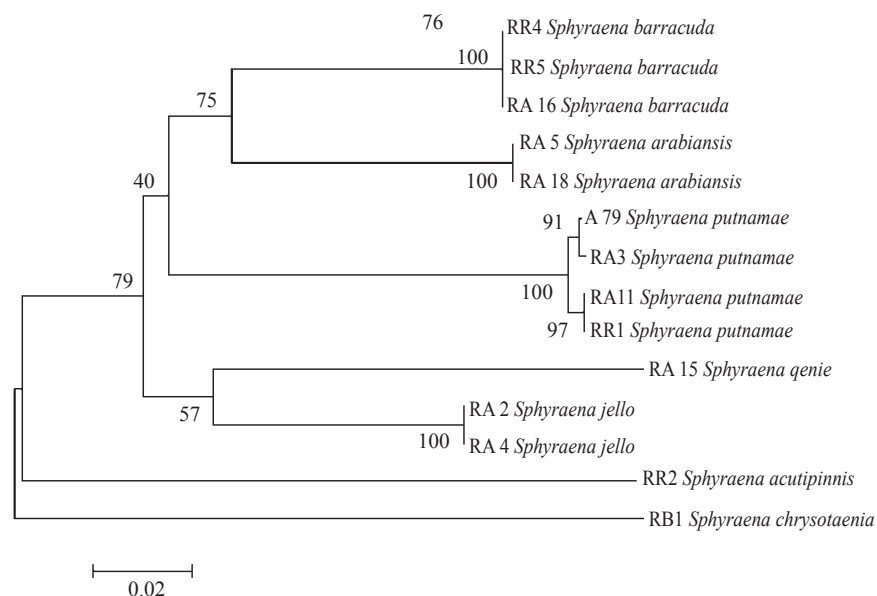 76
RR4 Sphyraena barracuda
100
RR5 Sphyraena barracuda
75
RA 16 Sphyraena barracuda
RA 5 Sphyraena arabiansis
40
100
RA 18 Sphyraena arabiansis
91
A 79 Sphyraena putnamae
RA3 Sphyraena putnamae
79
100
RA11 Sphyraena putnamae
97
RR1 Sphyraena putnamae
RA 15 Sphyraena qenie
57
RA 2 Sphyraena jello
100
RA 4 Sphyraena jello
RR2 Sphyraena acutipinnis
RB1 Sphyraena chrysotaenia
0.02